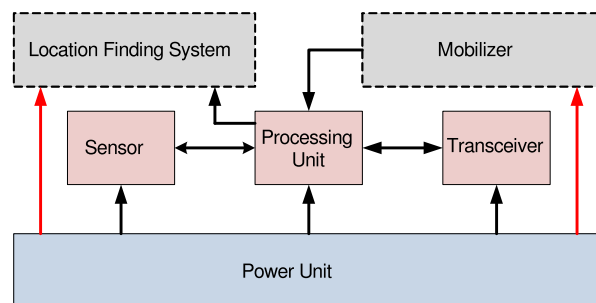 Location Finding System
Mobilizer
Sensor
Processing
Unit
Transceiver
Power Unit